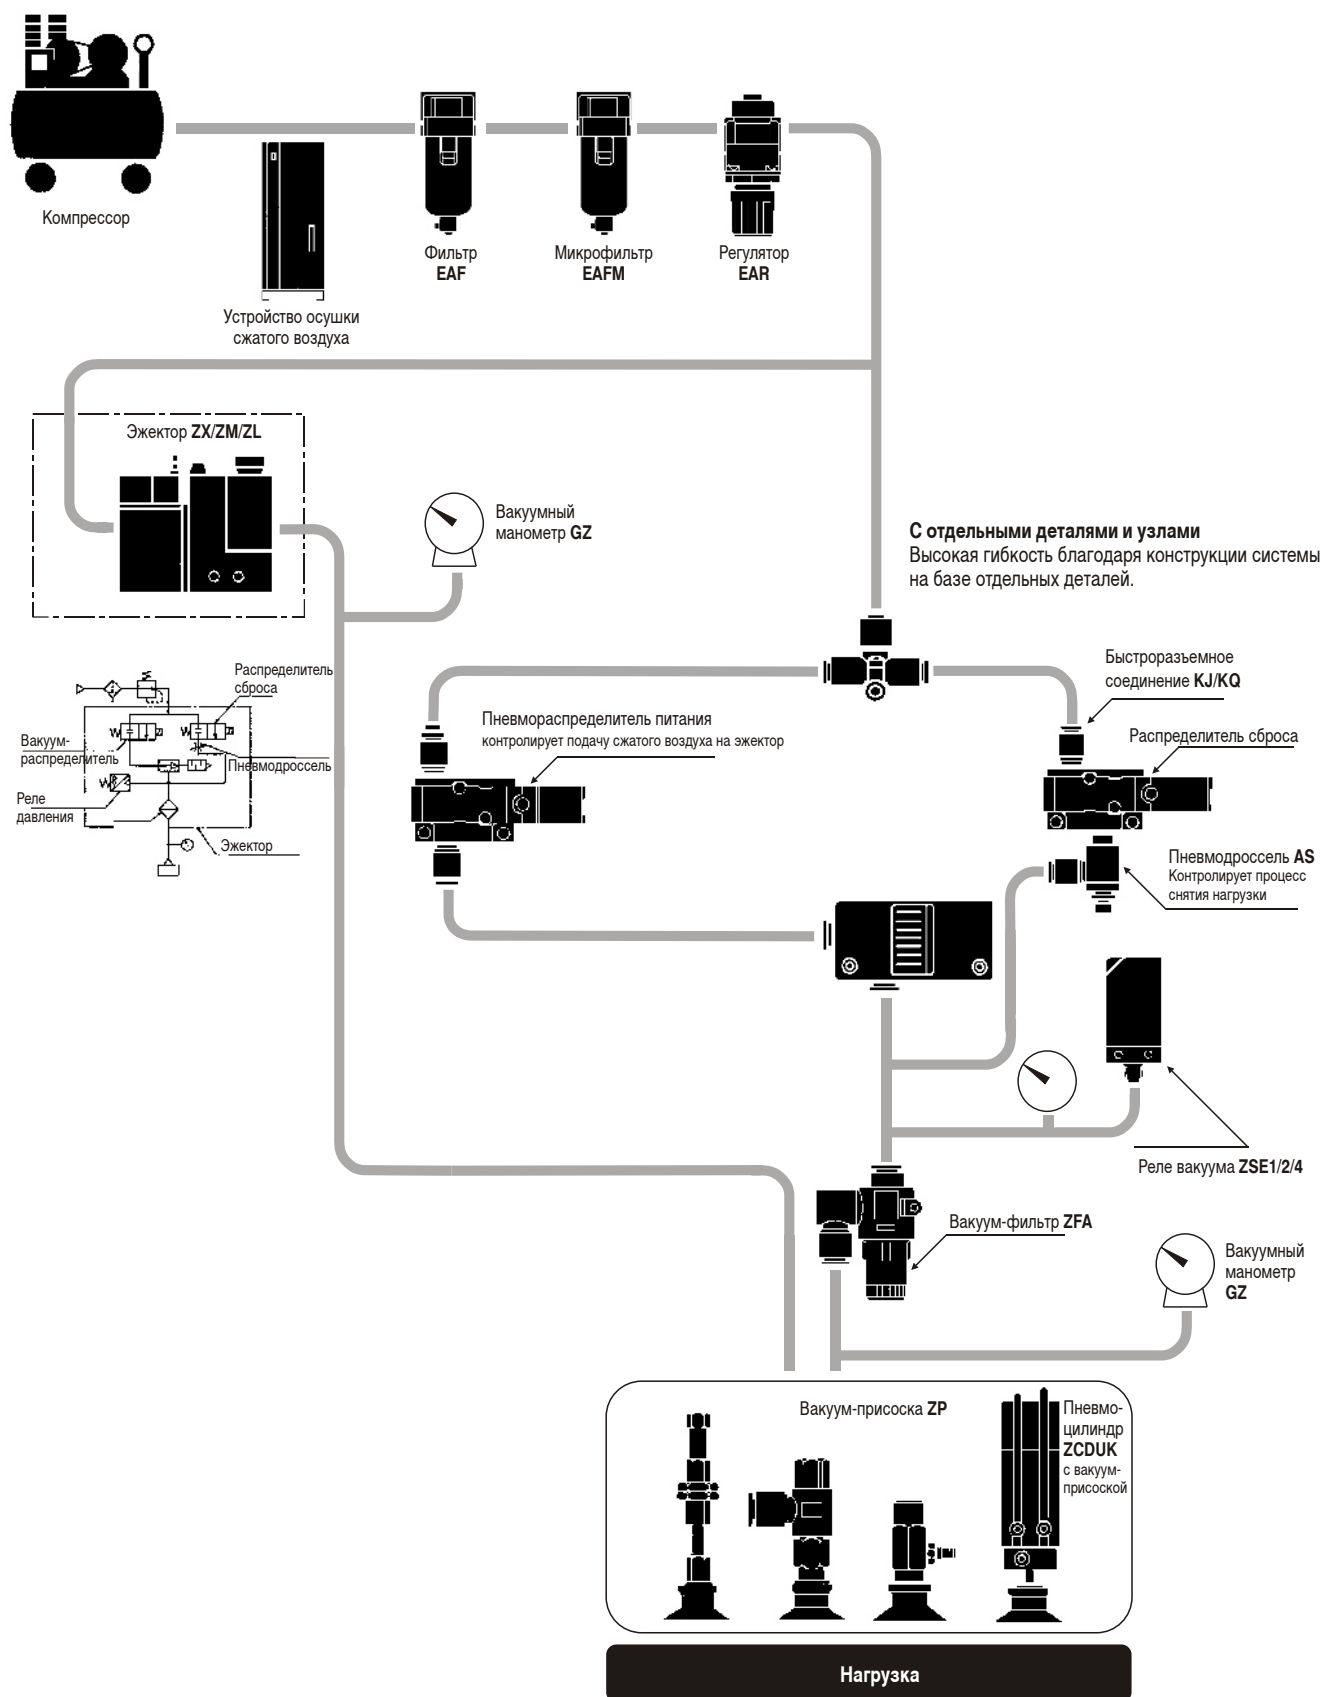 Компрессор
Фильтр
EAF
Микрофильтр
EAFM
Регулятор
EAR
Устройство осушки
сжатого воздуха
Эжектор ZX/ZM/ZL
Вакуумный
манометр GZ
С отдельными деталями и узлами
Высокая гибкость благодаря конструкции системы
на базе отдельных деталей.
Распределитель
сброса
Вакуум-
распределитель
Пневмодроссель
Реле
давления
Эжектор
Пневмораспределитель питания
контролирует подачу сжатого воздуха на эжектор
Быстроразъемное
соединение KJ/KQ
Распределитель сброса
Пневмодроссель AS
Контролирует процесс
снятия нагрузки
Реле вакуума ZSE1/2/4
Вакуум-фильтр ZFA
Вакуумный
манометр
GZ
Вакуум-присоска ZP
Пневмо-
цилиндр
ZCDUK
с вакуум-
присоской
Нагрузка